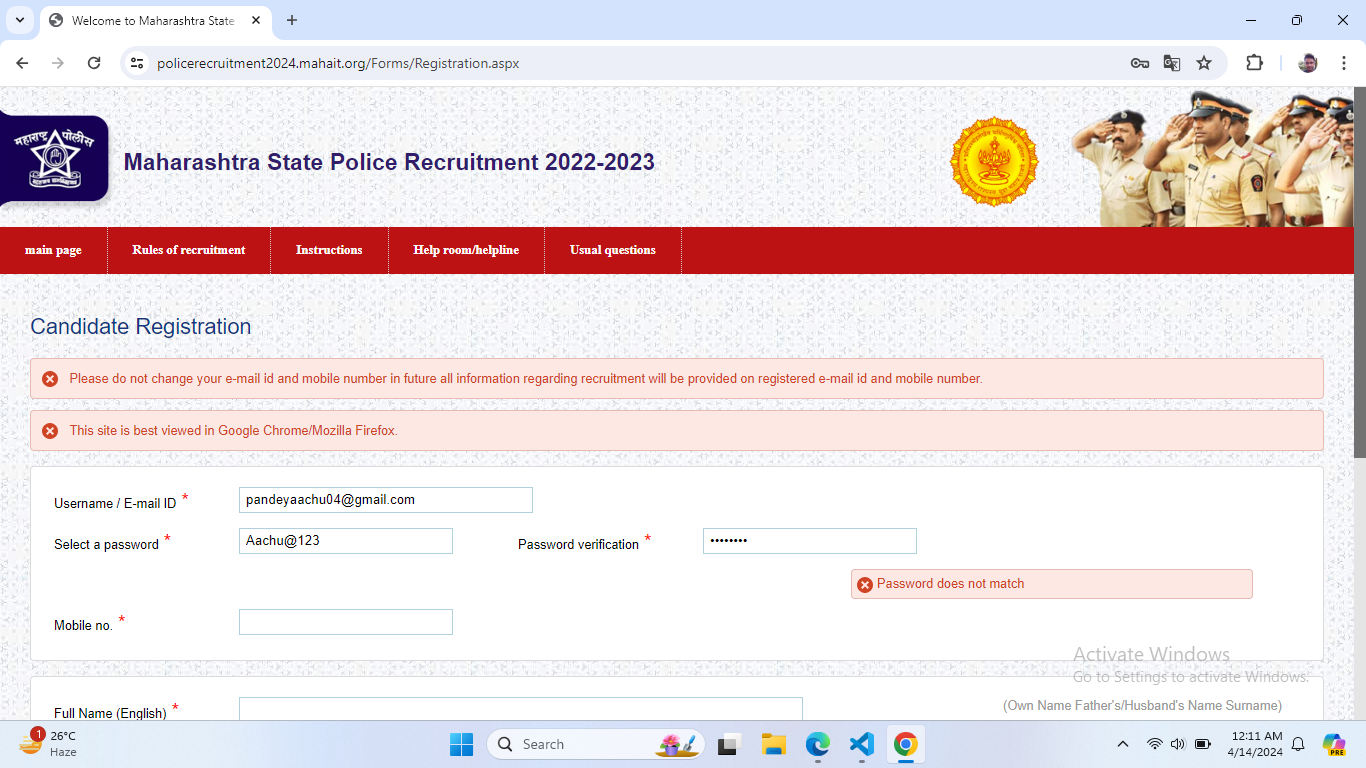 Welcome to Maharashtra State
policerecruitment2024.mahait.org/Forms/Registration.aspx
महाराष्ट्र पोलीस
Maharashtra State Police Recruitment 2022-2023
main page
Rules of recruitment
Instructions
Help room/helpline
Usual questions
Candidate Registration
Please do not change your e-mail id and mobile number in future all information regarding recruitment will be provided on registered e-mail id and mobile number.
This site is best viewed in Google Chrome/Mozilla Firefox.
Username / E-mail ID * pandeyaachu04@gmail.com
Select a password * Aachu@123 Password verification * ••••••••
Password does not match
Mobile no. *
Activate Windows
Go to Settings to activate Windows.
Full Name (English) * (Own Name Father's/Husband's Name Surname)
1
26°C
Haze
Search
PRE
12:11 AM
4/14/2024